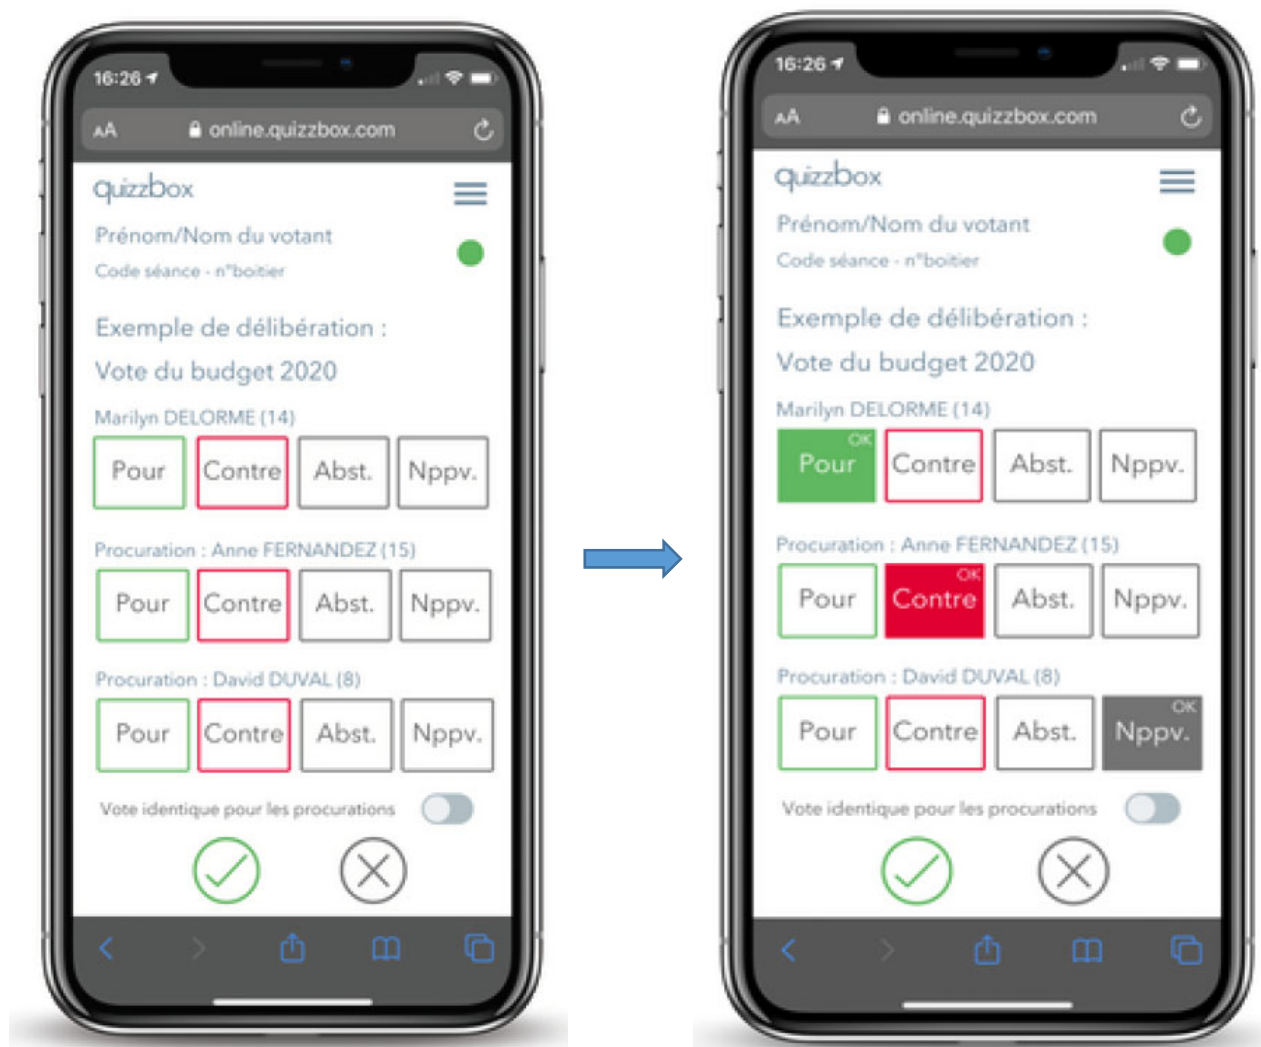 16:26
AA online.quizzbox.com
quizzbox
Prénom/Nom du votant
Code séance - n°boitier
Exemple de délibération :
Vote du budget 2020
Marilyn DELORME (14)
Pour Contre Abst. Nppv.
Procuration : Anne FERNANDEZ (15)
Pour Contre Abst. Nppv.
Procuration : David DUVAL (8)
Pour Contre Abst. Nppv.
Vote identique pour les procurations
16:26
AA online.quizzbox.com
quizzbox
Prénom/Nom du votant
Code séance - n°boitier
Exemple de délibération :
Vote du budget 2020
Marilyn DELORME (14)
Pour OK Contre Abst. Nppv.
Procuration : Anne FERNANDEZ (15)
Pour Contre OK Abst. Nppv.
Procuration : David DUVAL (8)
Pour Contre Abst. Nppv. OK
Vote identique pour les procurations